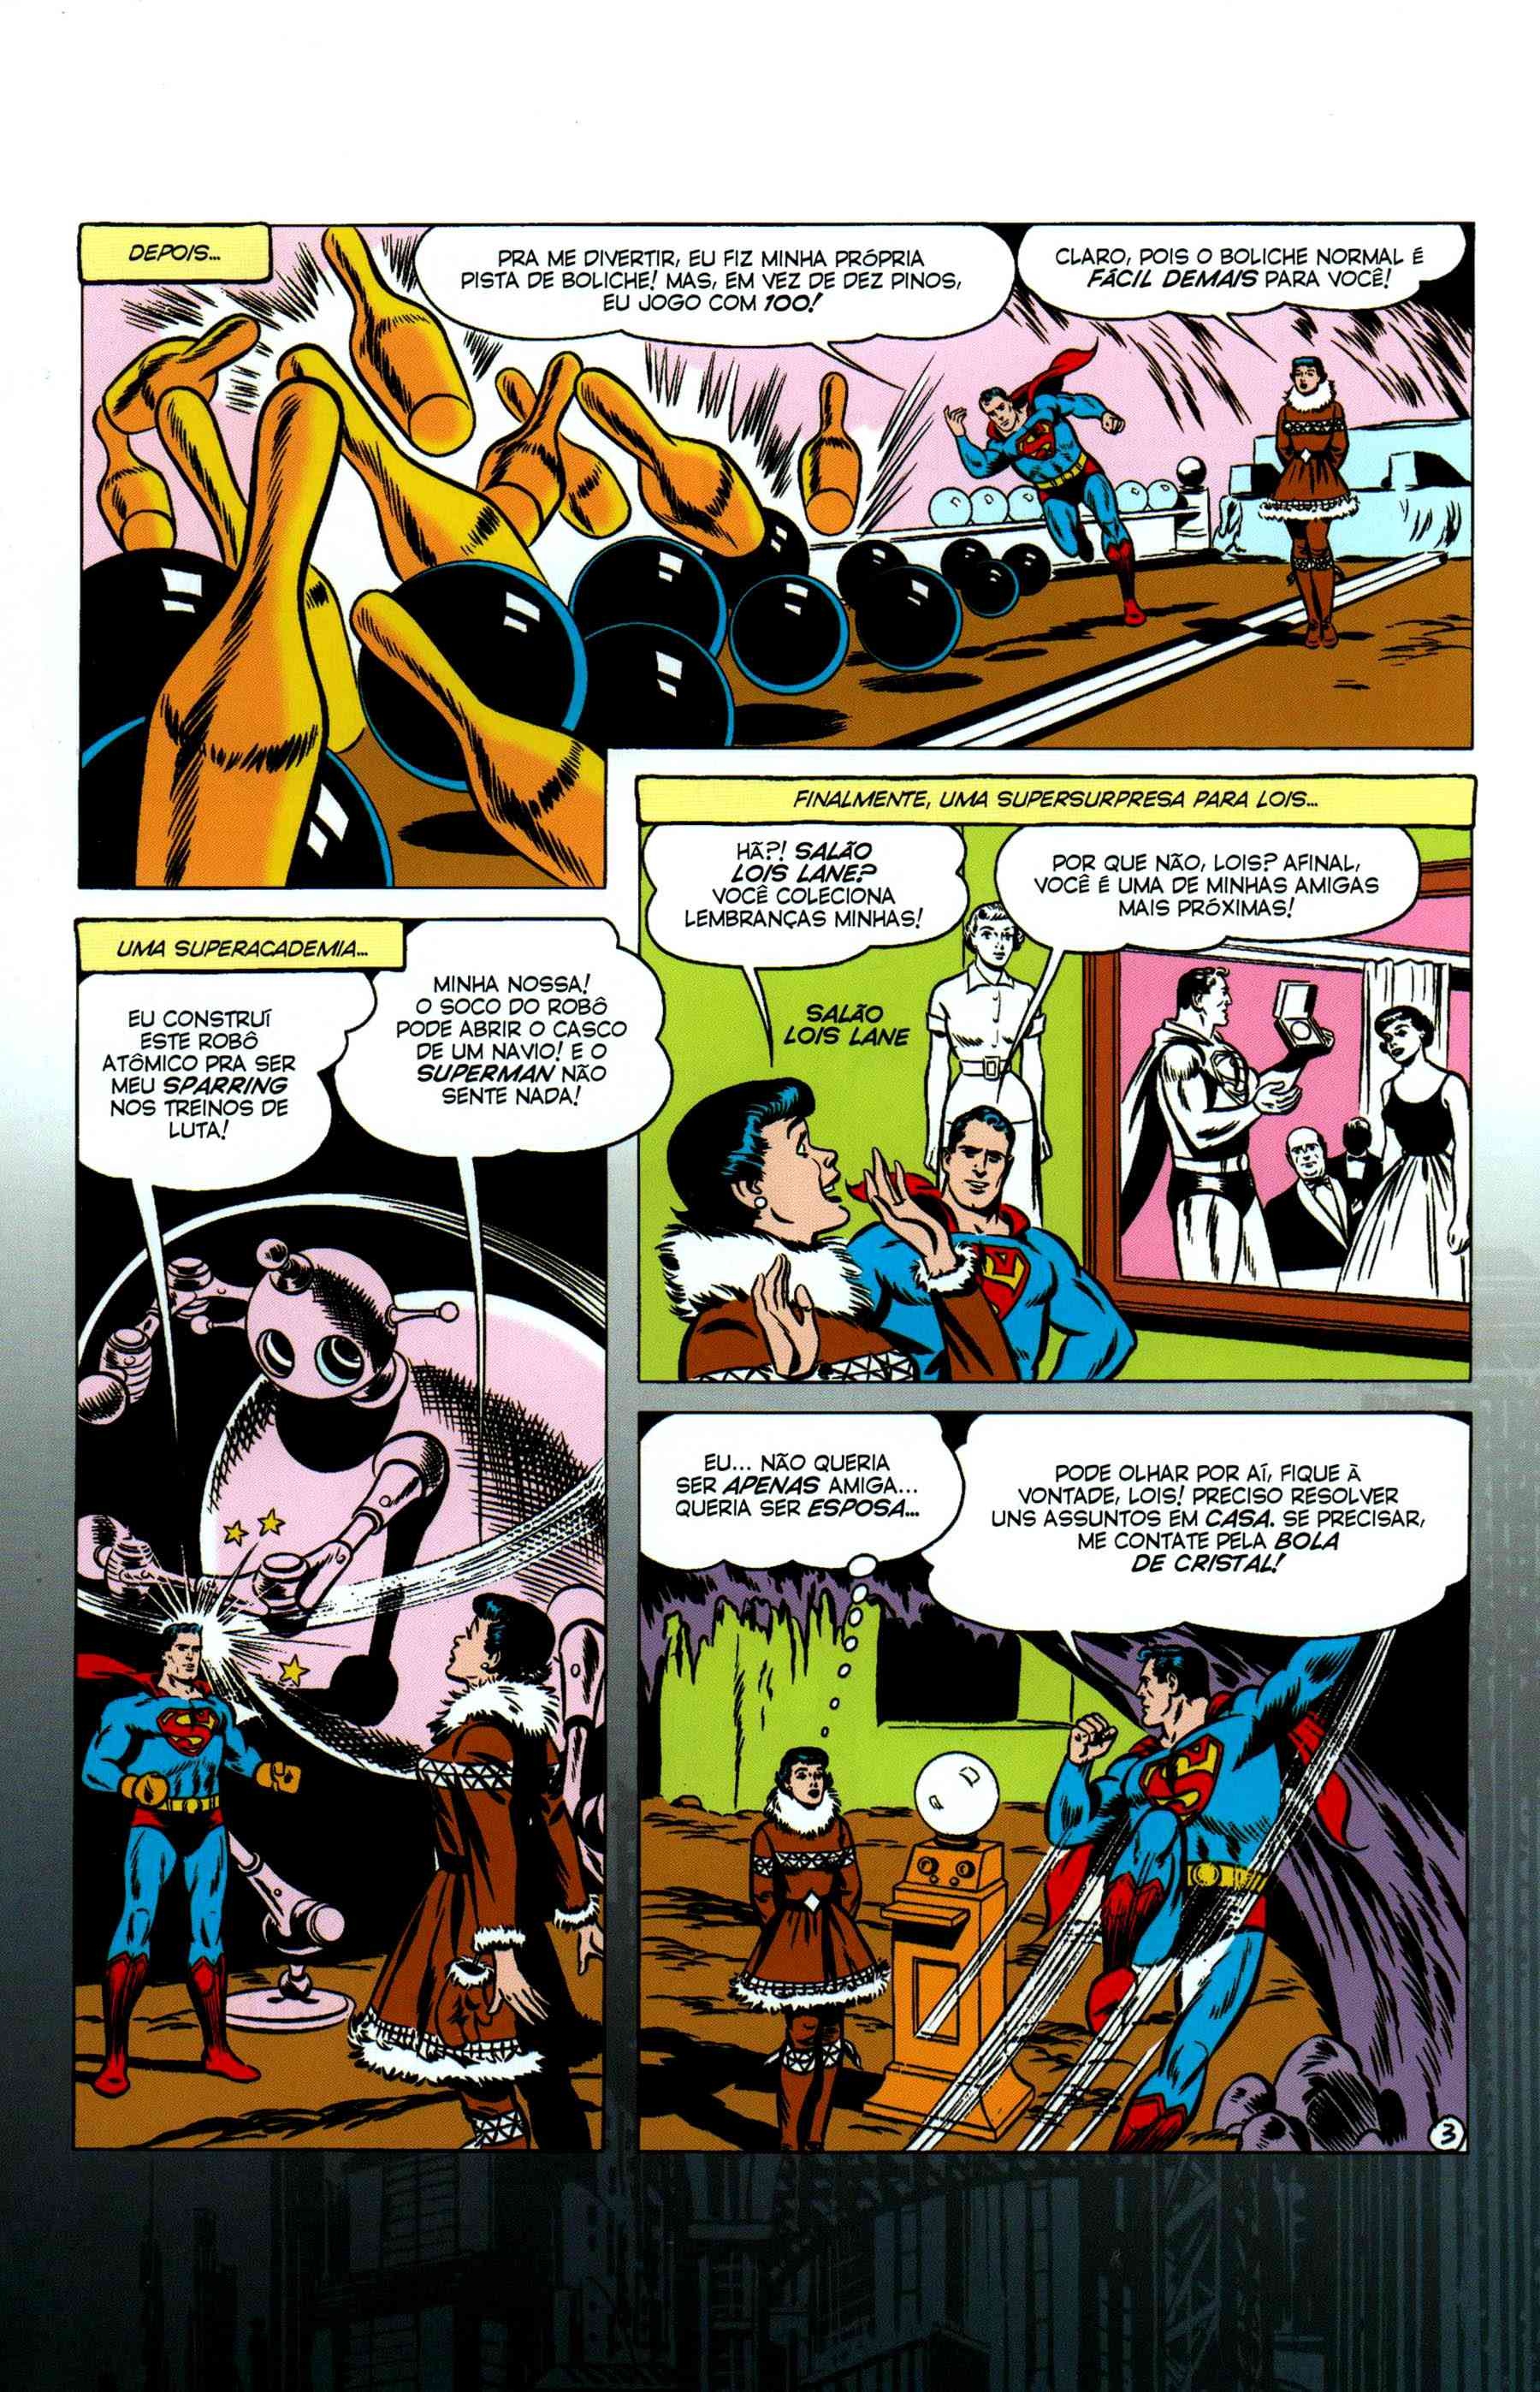 DEPOIS...
PRA ME DIVERTIR, EU FIZ MINHA PRÓPRIA
PISTA DE BOLICHE! MAS, EM VEZ DE DEZ PINOS,
EU JOGO COM 100!
CLARO, POIS O BOLICHE NORMAL É
FÁCIL DEMAIS PARA VOCÊ!
UMA SUPERACADEMIA...
EU CONSTRUÍ
ESTE ROBÔ
ATÔMICO PRA SER
MEU SPARRING
NOS TREINOS DE
LUTA!
MINHA NOSSA!
O SOCO DO ROBÔ
PODE ABRIR O CASCO
DE UM NAVIO! E O
SUPERMAN NÃO
SENTE NADA!
FINALMENTE, UMA SUPERSURPRESA PARA LOIS...
HÃ?! SALÃO
LOIS LANE?
VOCÊ COLECIONA
LEMBRANÇAS MINHAS!
POR QUE NÃO, LOIS? AFINAL,
VOCÊ É UMA DE MINHAS AMIGAS
MAIS PRÓXIMAS!
SALÃO
LOIS LANE
EU... NÃO QUERIA
SER APENAS AMIGA...
QUERIA SER ESPOSA...
PODE OLHAR POR AÍ, FIQUE À
VONTADE, LOIS! PRECISO RESOLVER
UNS ASSUNTOS EM CASA. SE PRECISAR,
ME CONTATE PELA BOLA
DE CRISTAL!
3